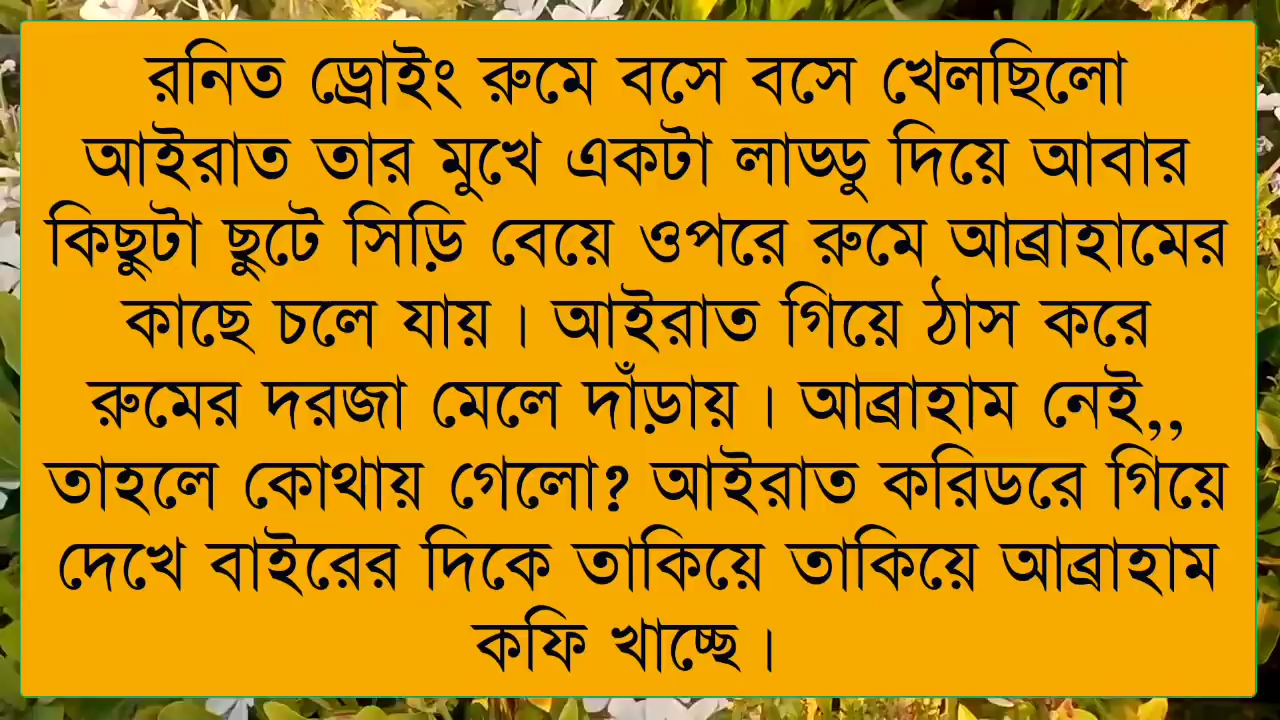 রনিত ড্রোইং রুমে বসে বসে খেলছিলো
আইরাত তার মুখে একটা লাড্ডু দিয়ে আবার
কিছুটা ছুটে সিড়ি বেয়ে ওপরে রুমে আব্রাহামের
কাছে চলে যায়। আইরাত গিয়ে ঠাস করে
রুমের দরজা মেলে দাঁড়ায়। আব্রাহাম নেই,,
তাহলে কোথায় গেলো? আইরাত করিডরে গিয়ে
দেখে বাইরের দিকে তাকিয়ে তাকিয়ে আব্রাহাম
কফি খাচ্ছে।